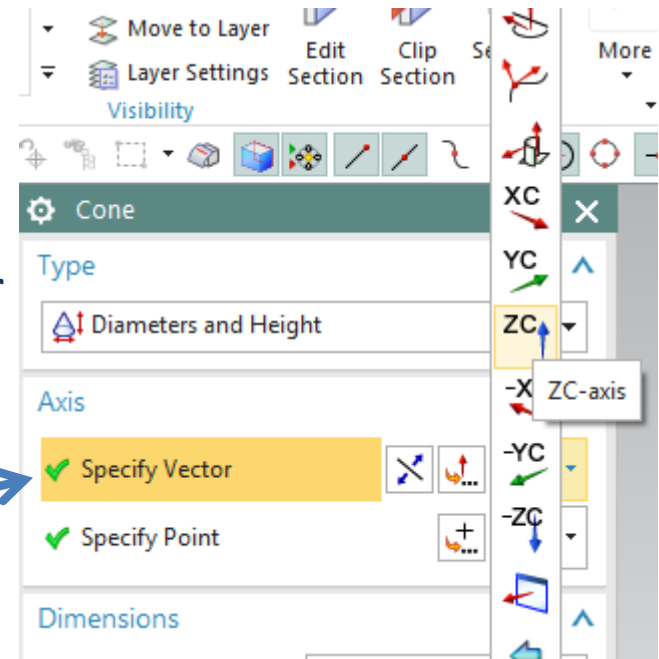 Move to Layer
Edit Clip
More
Layer Settings Section Section
Visibility
Cone
XC
Type
YC
Diameters and Height
ZC
ZC-axis
Axis
-X
Specify Vector
-YC
Specify Point
-ZC
Dimensions